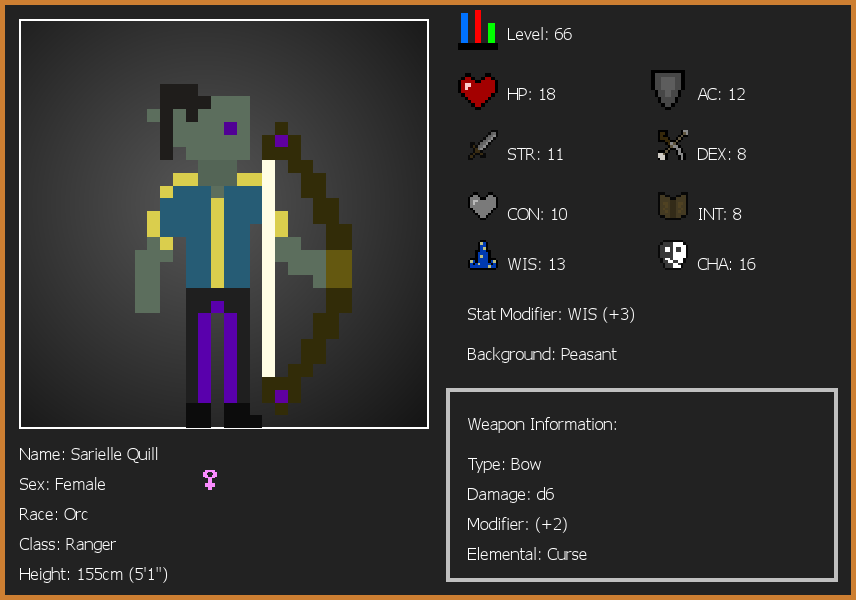 Level: 66
HP: 18
AC: 12
STR: 11
DEX: 8
CON: 10
INT: 8
WIS: 13
CHA: 16
Stat Modifier: WIS (+3)
Background: Peasant
Weapon Information:
Type: Bow
Damage: d6
Modifier: (+2)
Elemental: Curse
Name: Sarielle Quill
Sex: Female
Race: Orc
Class: Ranger
Height: 155cm (5'1")